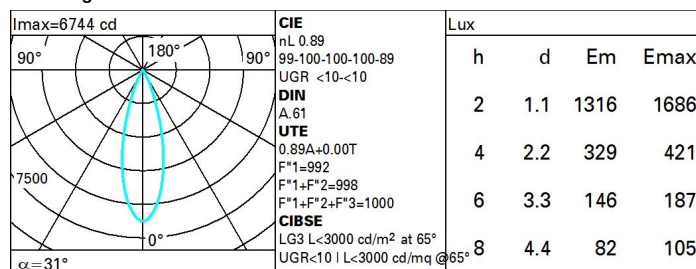 Imax=6744 cd
90° 180° 90°
7500
0°
α=31°
CIE
nL 0.89
99-100-100-100-89
UGR <10-<10
DIN
A.61
UTE
0.89A+0.00T
F"1=992
F"1+F"2=998
F"1+F"2+F"3=1000
CIBSE
LG3 L<3000 cd/m² at 65°
UGR<10 | L<3000 cd/mq @65°
Lux
h d Em Emax
2 1.1 1316 1686
4 2.2 329 421
6 3.3 146 187
8 4.4 82 105